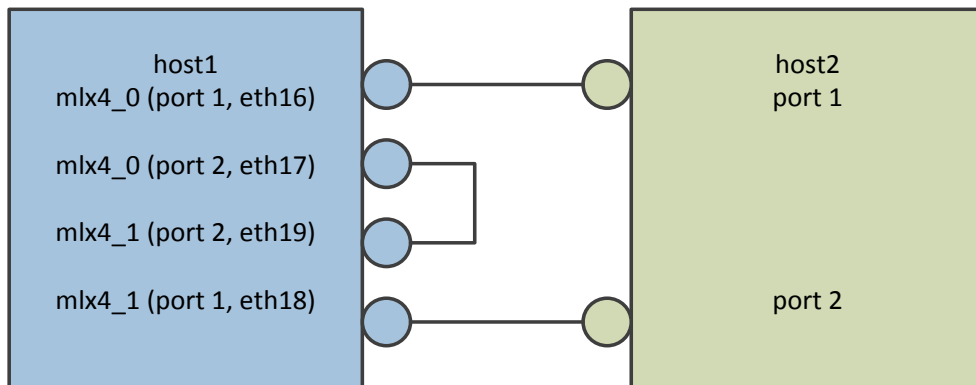 host1
mlx4_0 (port 1, eth16)
mlx4_0 (port 2, eth17)
mlx4_1 (port 2, eth19)
mlx4_1 (port 1, eth18)
host2
port 1
port 2